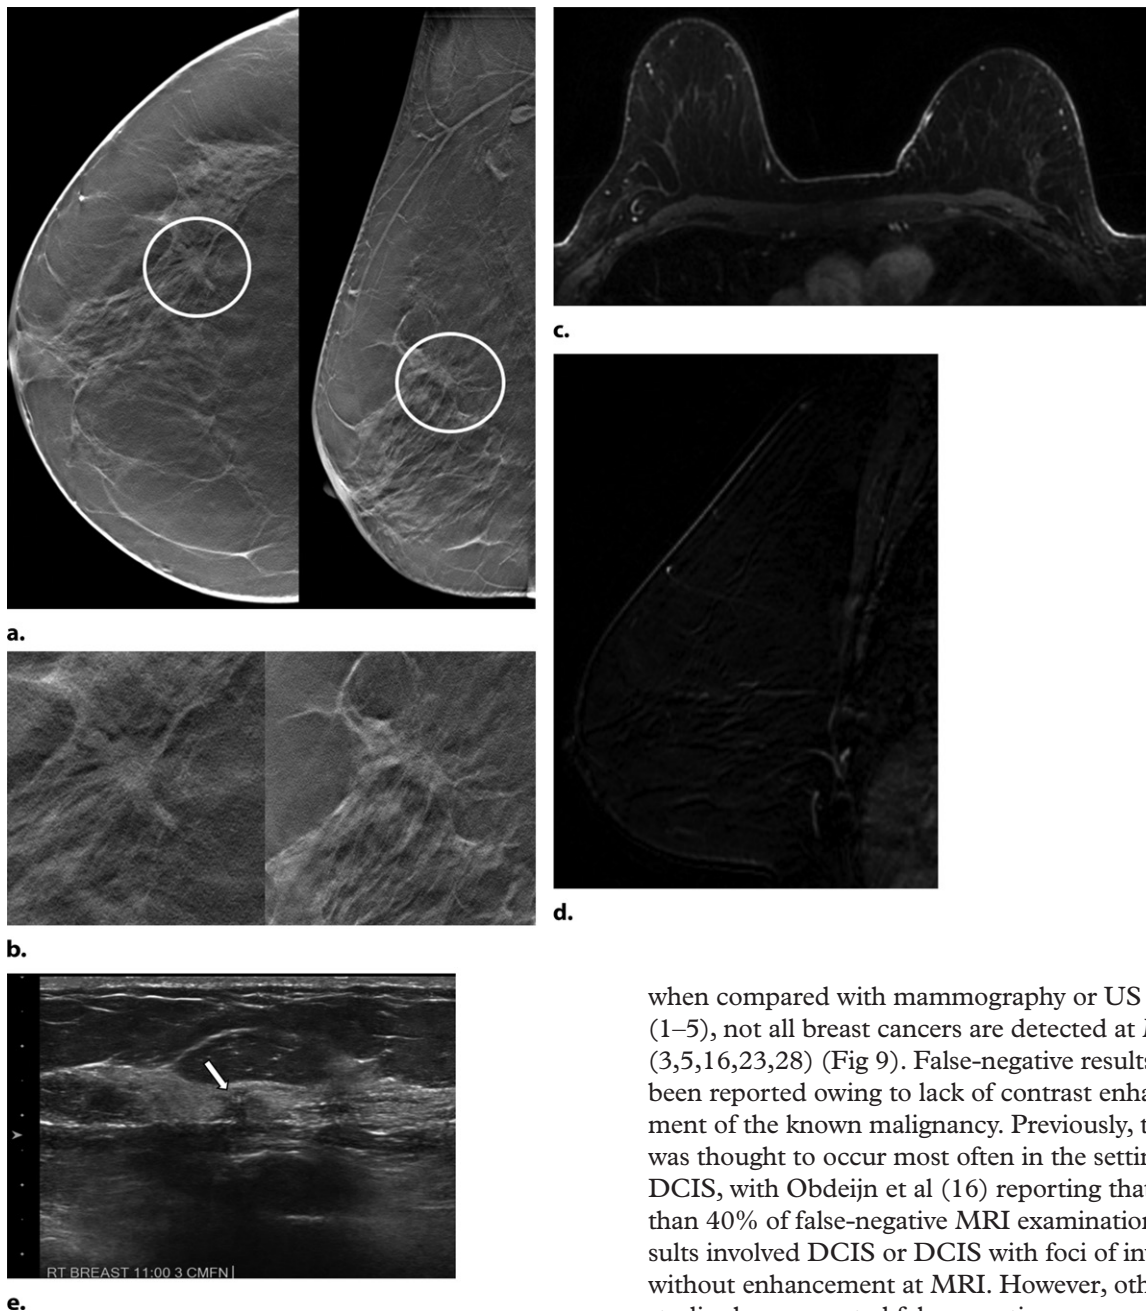 a.
b.
RT BREAST 11:00 3 CMFN
e.
c.
d.
when compared with mammography or US
(1–5), not all breast cancers are detected at
(3,5,16,23,28) (Fig 9). False-negative results
been reported owing to lack of contrast enha
ment of the known malignancy. Previously, t
was thought to occur most often in the settin
DCIS, with Obdeijn et al (16) reporting that
than 40% of false-negative MRI examination
sults involved DCIS or DCIS with foci of in
without enhancement at MRI. However, oth